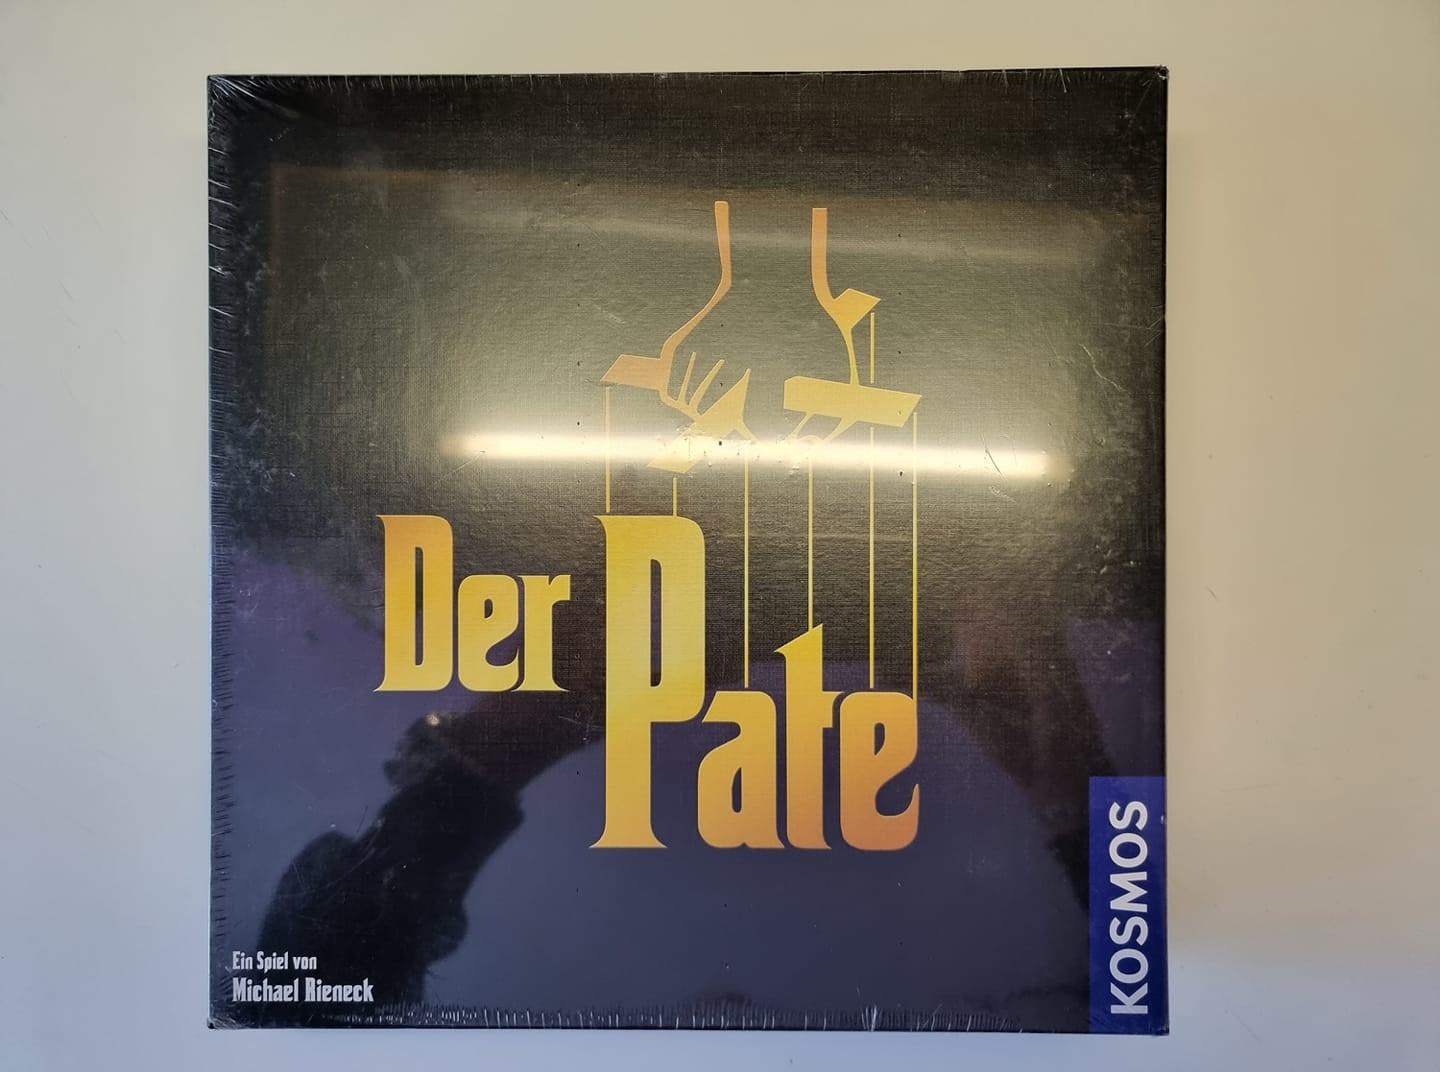 Der Pate
Ein Spiel von
Michael Rieneck
KOSMOS